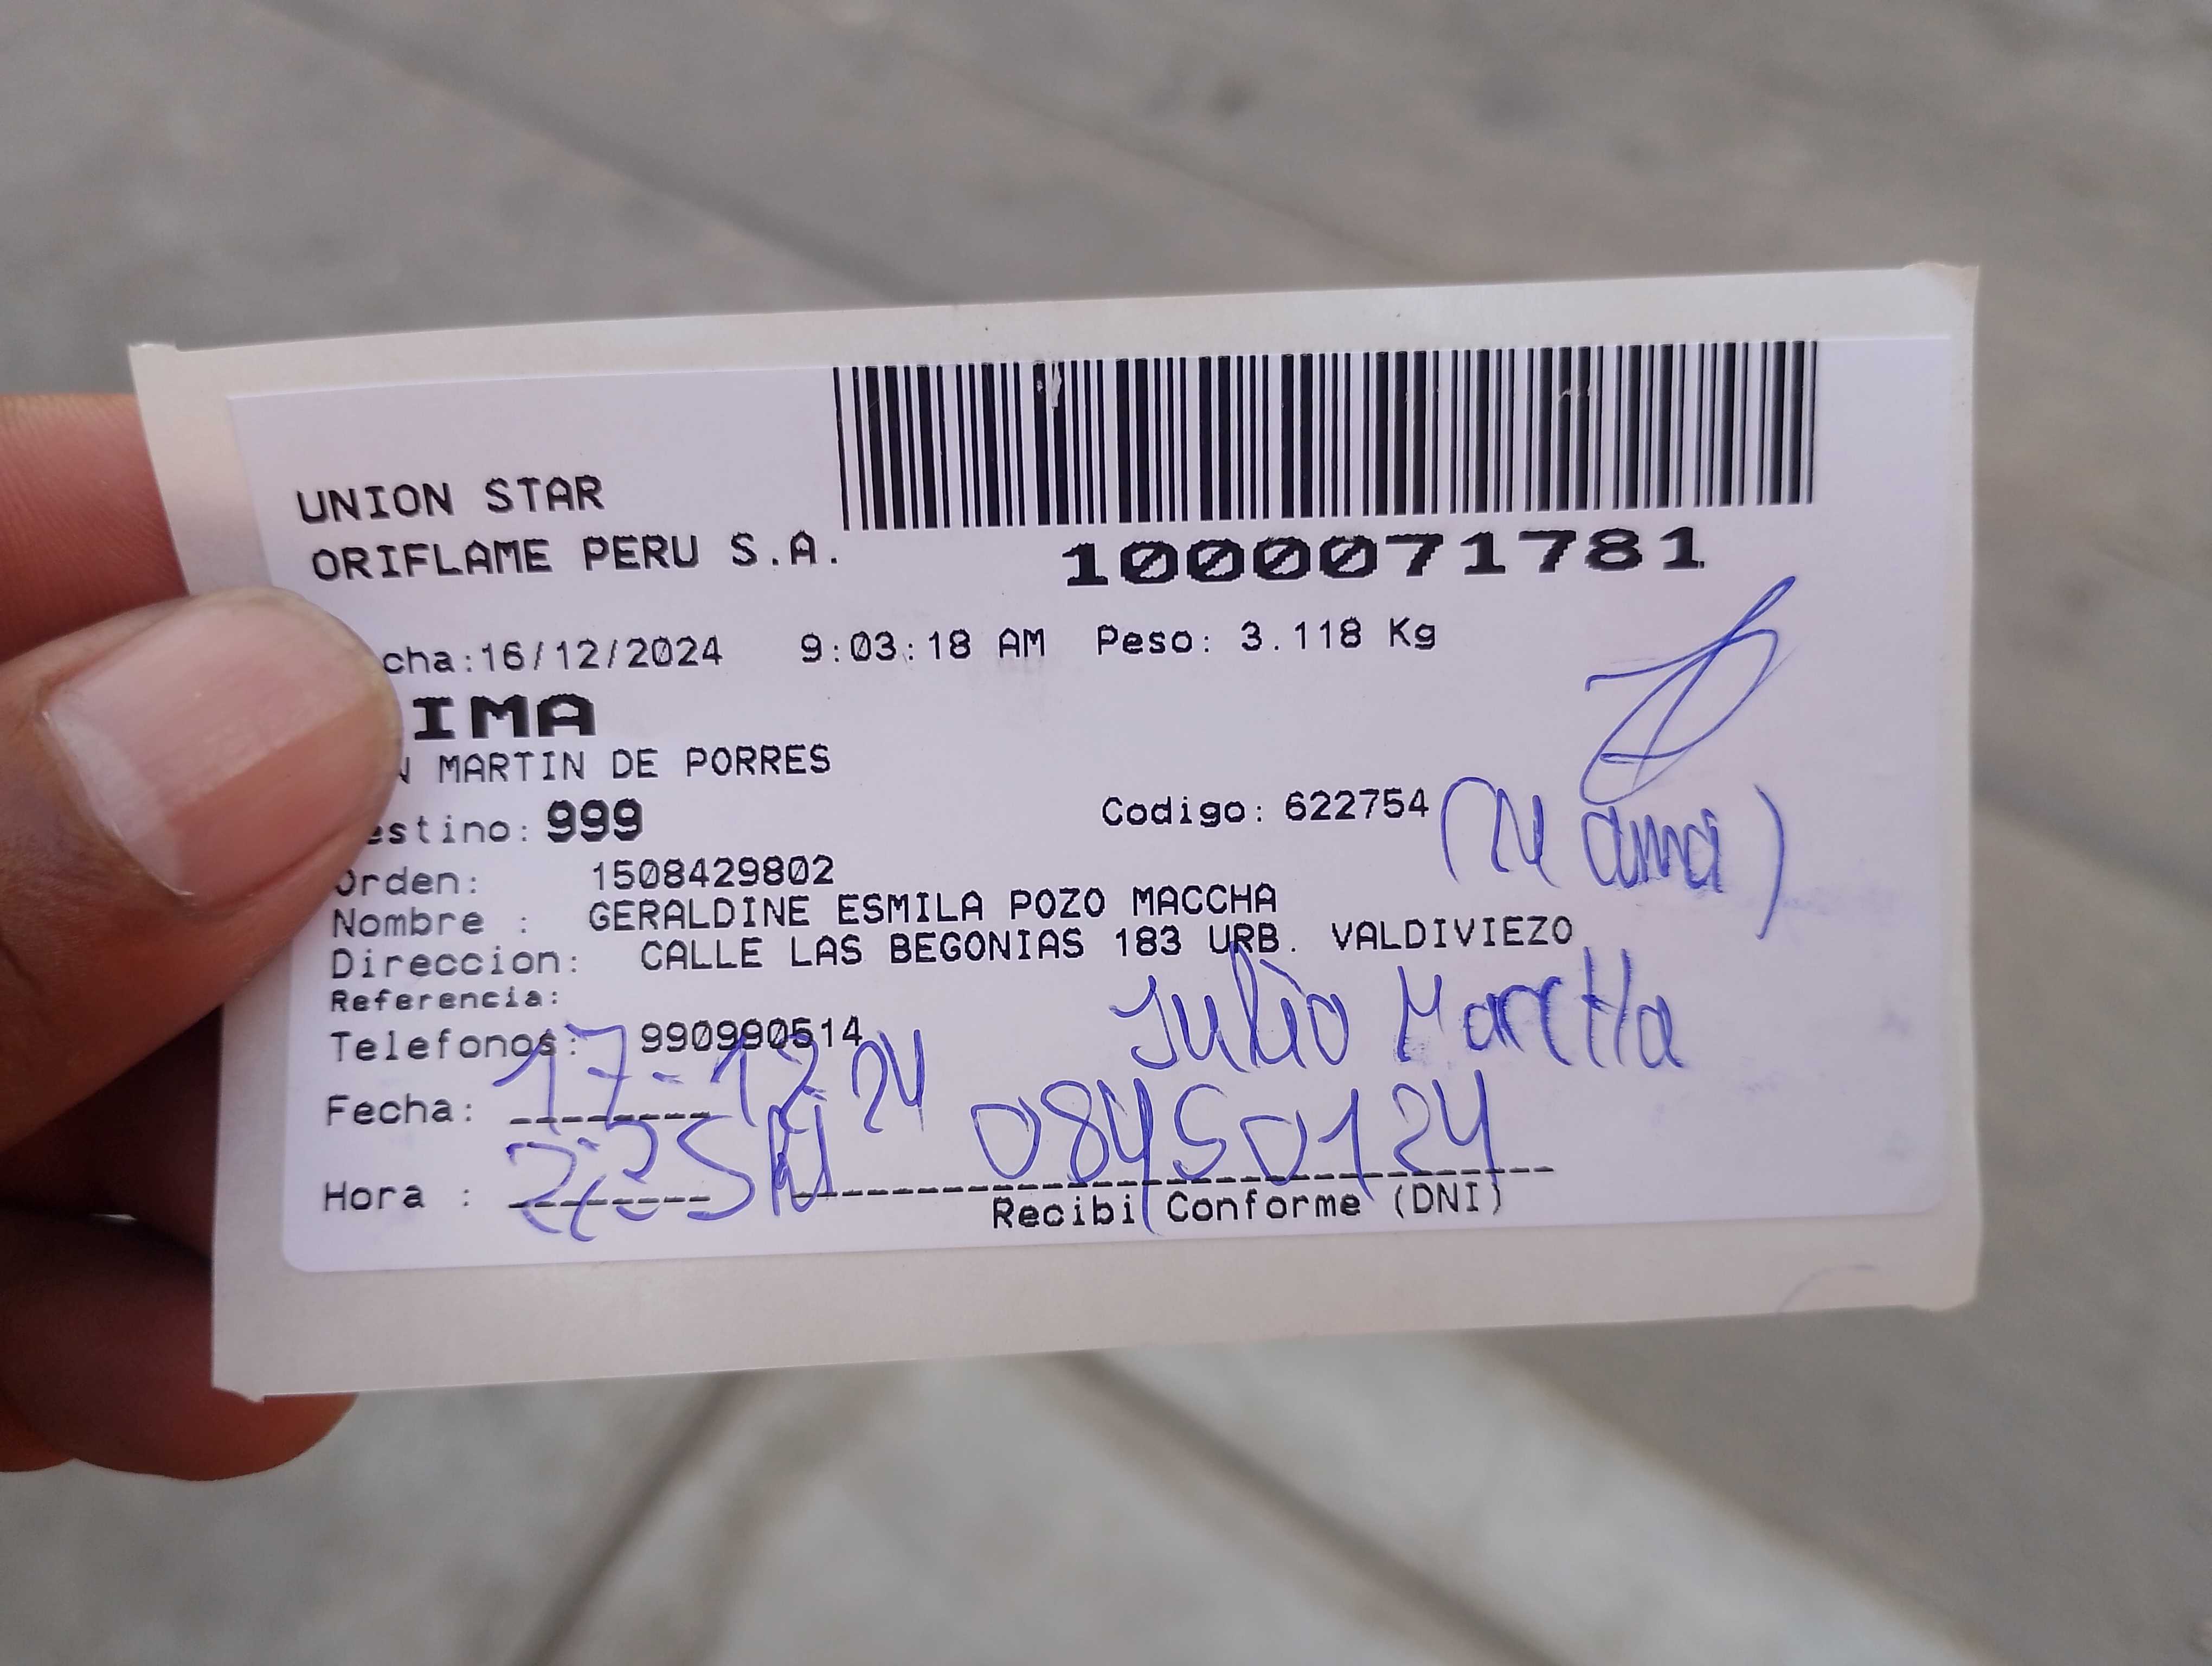 UNION STAR
ORIFLAME PERU S.A.
1000071781
cha:16/12/2024 9:03:18 AM Peso: 3.118 Kg
IMA
N MARTIN DE PORRES
estino: 999 Codigo: 622754
Orden: 1508429802
Nombre : GERALDINE ESMILA POZO MACCHA
Direccion: CALLE LAS BEGONIAS 183 URB. VALDIVIEZO
Referencia:
Telefonos: 990990514
Fecha: 17-12 24
08450124
Hora :
Recibi Conforme (DNI)